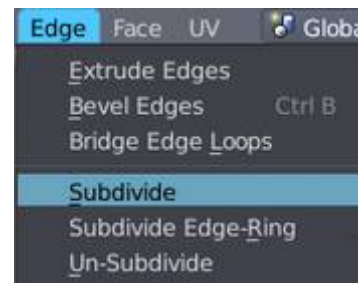 Edge Face UV Globa
Extrude Edges
Bevel Edges Ctrl B
Bridge Edge Loops
Subdivide
Subdivide Edge-Ring
Un-Subdivide